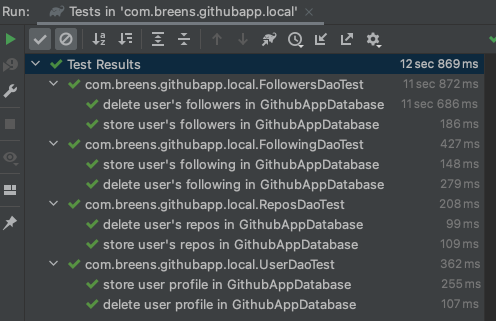 Run: Tests in 'com.breens.githubapp.local' ×
Test Results 12 sec 869 ms
com.breens.githubapp.local.FollowersDaoTest 11 sec 872 ms
delete user's followers in GithubAppDatabase 11 sec 686 ms
store user's followers in GithubAppDatabase 186 ms
com.breens.githubapp.local.FollowingDaoTest 427 ms
store user's following in GithubAppDatabase 148 ms
delete user's following in GithubAppDatabase 279 ms
com.breens.githubapp.local.ReposDaoTest 208 ms
delete user's repos in GithubAppDatabase 99 ms
store user's repos in GithubAppDatabase 109 ms
com.breens.githubapp.local.UserDaoTest 362 ms
store user profile in GithubAppDatabase 255 ms
delete user profile in GithubAppDatabase 107 ms